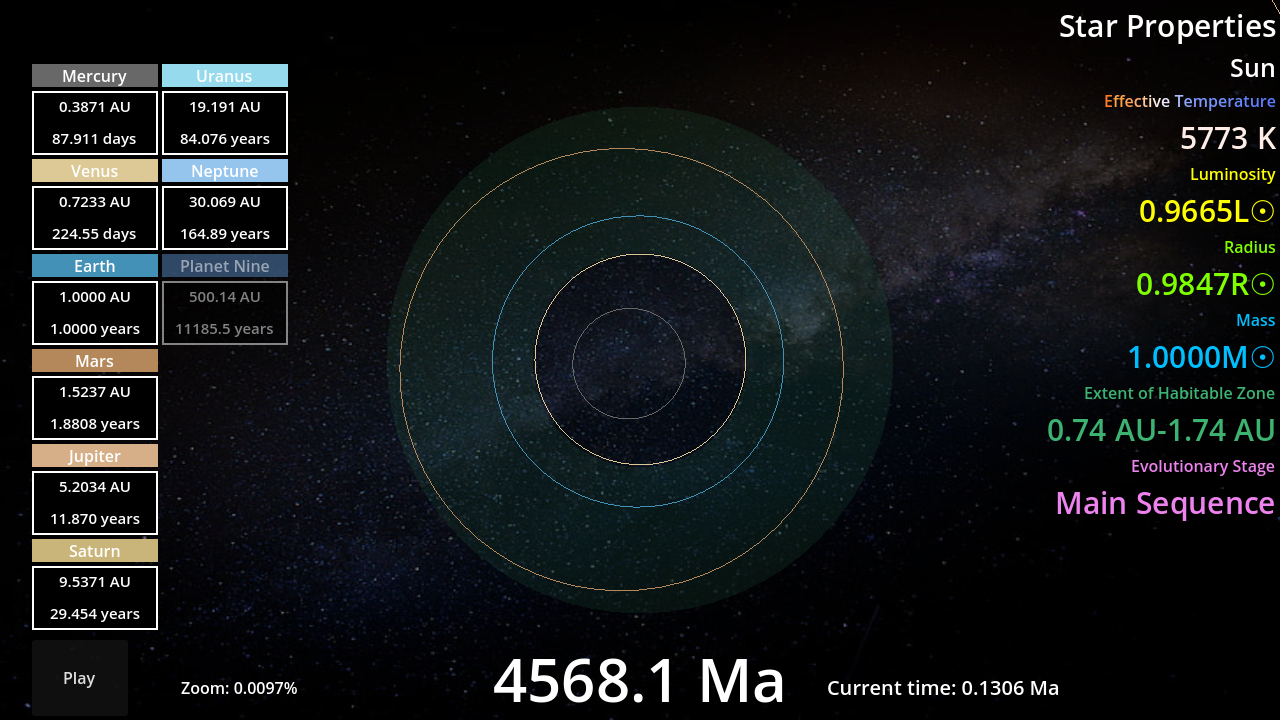 Mercury
0.3871 AU
87.911 days
Venus
0.7233 AU
224.55 days
Earth
1.0000 AU
1.0000 years
Mars
1.5237 AU
1.8808 years
Jupiter
5.2034 AU
11.870 years
Saturn
9.5371 AU
29.454 years
Uranus
19.191 AU
84.076 years
Neptune
30.069 AU
164.89 years
Planet Nine
500.14 AU
11185.5 years
Star Properties
Sun
Effective Temperature
5773 K
Luminosity
0.9665L☉
Radius
0.9847R☉
Mass
1.0000M☉
Extent of Habitable Zone
0.74 AU-1.74 AU
Evolutionary Stage
Main Sequence
Play
Zoom: 0.0097%
4568.1 Ma
Current time: 0.1306 Ma